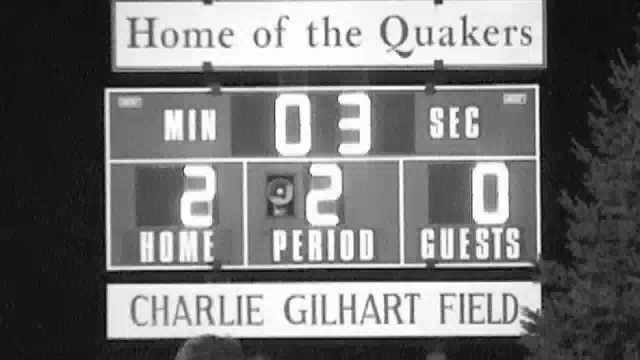 Home of the Quakers
MIN 03 SEC
2 2 0
HOME PERIOD GUESTS
CHARLIE GILHART FIELD